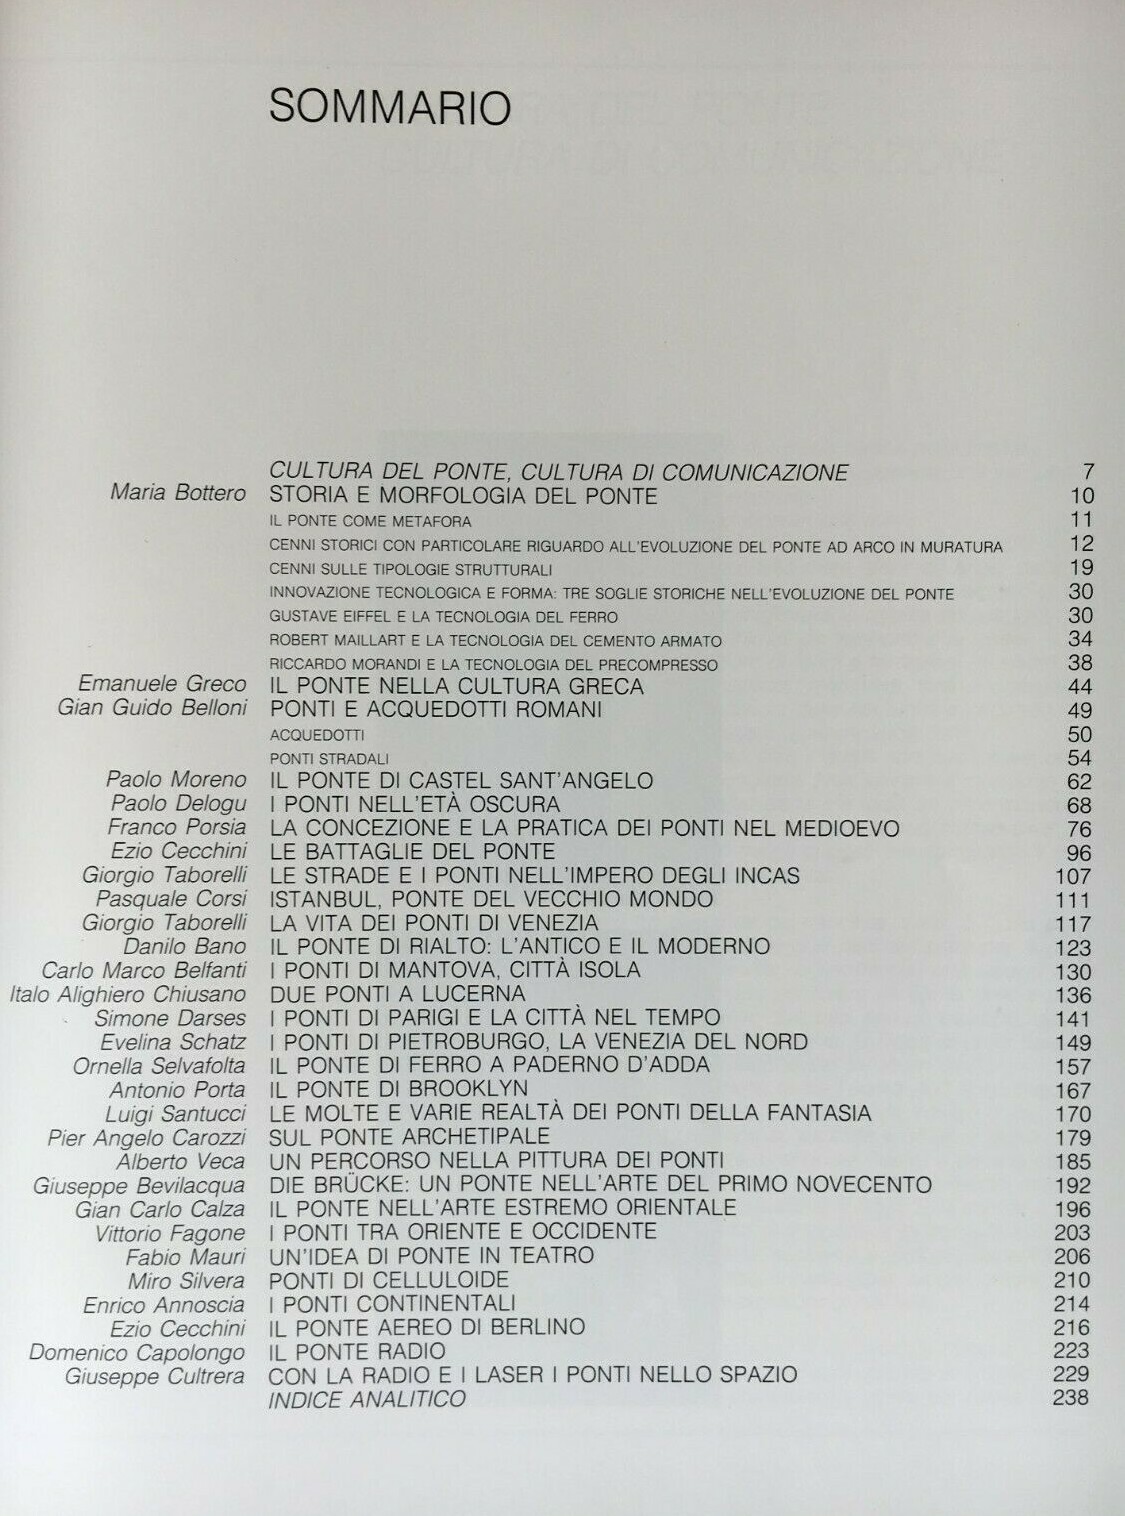 SOMMARIO
CULTURA DEL PONTE, CULTURA DI COMUNICAZIONE 7
Maria Bottero STORIA E MORFOLOGIA DEL PONTE 10
IL PONTE COME METAFORA 11
CENNI STORICI CON PARTICOLARE RIGUARDO ALL'EVOLUZIONE DEL PONTE AD ARCO IN MURATURA 12
CENNI SULLE TIPOLOGIE STRUTTURALI 19
INNOVAZIONE TECNOLOGICA E FORMA: TRE SOGLIE STORICHE NELL'EVOLUZIONE DEL PONTE 30
GUSTAVE EIFFEL E LA TECNOLOGIA DEL FERRO 30
ROBERT MAILLART E LA TECNOLOGIA DEL CEMENTO ARMATO 34
RICCARDO MORANDI E LA TECNOLOGIA DEL PRECOMPRESSO 38
Emanuele Greco IL PONTE NELLA CULTURA GRECA 44
Gian Guido Belloni PONTI E ACQUEDOTTI ROMANI 49
ACQUEDOTTI 50
PONTI STRADALI 54
Paolo Moreno IL PONTE DI CASTEL SANT'ANGELO 62
Paolo Delogu I PONTI NELL'ETÀ OSCURA 68
Franco Porsia LA CONCEZIONE E LA PRATICA DEI PONTI NEL MEDIOEVO 76
Ezio Cecchini LE BATTAGLIE DEL PONTE 96
Giorgio Taborelli LE STRADE E I PONTI NELL'IMPERO DEGLI INCAS 107
Pasquale Corsi ISTANBUL, PONTE DEL VECCHIO MONDO 111
Giorgio Taborelli LA VITA DEI PONTI DI VENEZIA 117
Danilo Bano IL PONTE DI RIALTO: L'ANTICO E IL MODERNO 123
Carlo Marco Belfanti I PONTI DI MANTOVA, CITTÀ ISOLA 130
Italo Alighiero Chiusano DUE PONTI A LUCERNA 136
Simone Darses I PONTI DI PARIGI E LA CITTÀ NEL TEMPO 141
Evelina Schatz I PONTI DI PIETROBURGO, LA VENEZIA DEL NORD 149
Ornella Selvafolta IL PONTE DI FERRO A PADERNO D'ADDA 157
Antonio Porta IL PONTE DI BROOKLYN 167
Luigi Santucci LE MOLTE E VARIE REALTÀ DEI PONTI DELLA FANTASIA 170
Pier Angelo Carozzi SUL PONTE ARCHETIPALE 179
Alberto Veca UN PERCORSO NELLA PITTURA DEI PONTI 185
Giuseppe Bevilacqua DIE BRÜCKE: UN PONTE NELL'ARTE DEL PRIMO NOVECENTO 192
Gian Carlo Calza IL PONTE NELL'ARTE ESTREMO ORIENTALE 196
Vittorio Fagone I PONTI TRA ORIENTE E OCCIDENTE 203
Fabio Mauri UN'IDEA DI PONTE IN TEATRO 206
Miro Silvera PONTI DI CELLULOIDE 210
Enrico Annoscia I PONTI CONTINENTALI 214
Ezio Cecchini IL PONTE AEREO DI BERLINO 216
Domenico Capolongo IL PONTE RADIO 223
Giuseppe Cultrera CON LA RADIO E I LASER I PONTI NELLO SPAZIO 229
INDICE ANALITICO 238